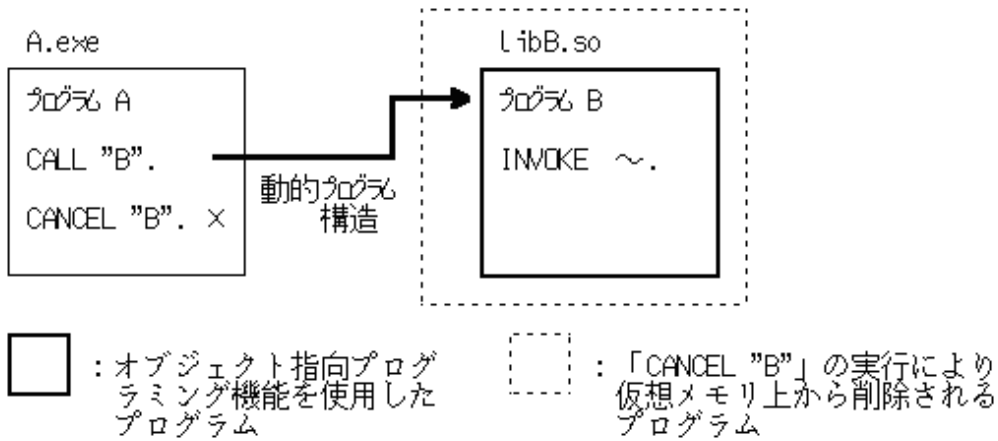 A.exe
libB.so
プログラム A
CALL ”B”.
CANCEL ”B”. ×
動的プログラム
構造
プログラム B
INVOKE ～.
：オブジェクト指向プログ
ラミング機能を使用した
プログラム
：「CANCEL ”B”」の実行により
仮想メモリ上から削除される
プログラム